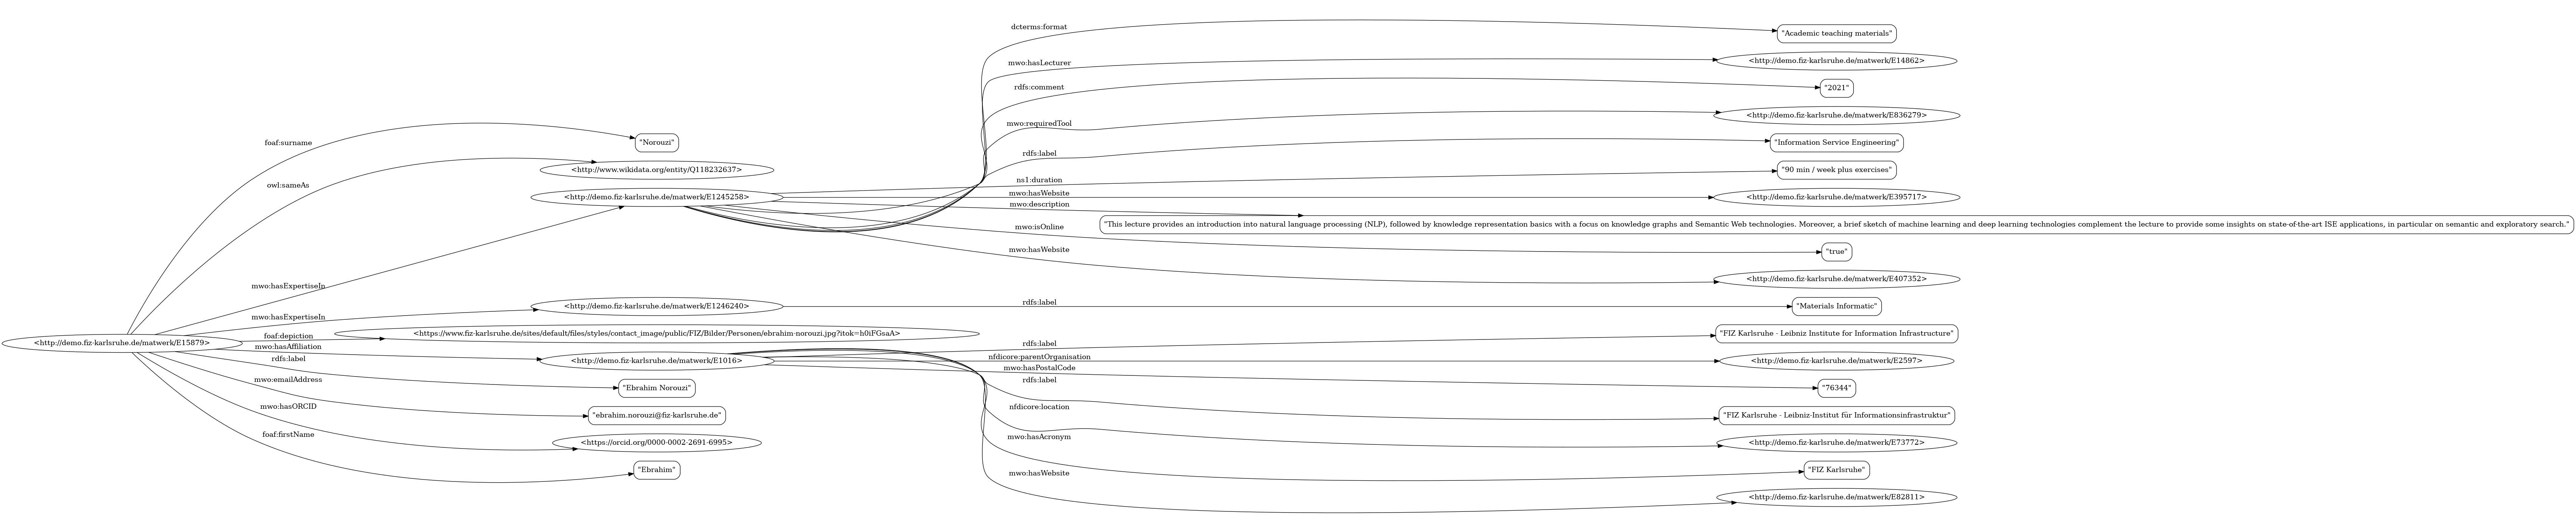 dcterms:format
"Academic teaching materials"
mwo:hasLecturer
<http://demo.fiz-karlsruhe.de/matwerk/E14862>
rdfs:comment
"2021"
mwo:requiredTool
<http://demo.fiz-karlsruhe.de/matwerk/E836279>
foaf:surname
"Norouzi"
rdfs:label
"Information Service Engineering"
owl:sameAs
<http://www.wikidata.org/entity/Q118232637>
ns1:duration
"90 min / week plus exercises"
<http://demo.fiz-karlsruhe.de/matwerk/E1245258>
mwo:hasWebsite
<http://demo.fiz-karlsruhe.de/matwerk/E395717>
mwo:description
"This lecture provides an introduction into natural language processing (NLP), followed by knowledge representation basics with a focus on knowledge graphs and Semantic Web technologies. Moreover, a brief sketch of machine learning and deep learning technologies complement the lecture to provide some insights on state-of-the-art ISE applications, in particular on semantic and exploratory search."
mwo:isOnline
"true"
mwo:hasWebsite
<http://demo.fiz-karlsruhe.de/matwerk/E407352>
mwo:hasExpertiseIn
<http://demo.fiz-karlsruhe.de/matwerk/E1246240>
rdfs:label
"Materials Informatic"
mwo:hasExpertiseIn
foaf:depiction
<https://www.fiz-karlsruhe.de/sites/default/files/styles/contact_image/public/FIZ/Bilder/Personen/ebrahim-norouzi.jpg?itok=h0iFGsaA>
<http://demo.fiz-karlsruhe.de/matwerk/E15879>
mwo:hasAffiliation
<http://demo.fiz-karlsruhe.de/matwerk/E1016>
rdfs:label
"FIZ Karlsruhe - Leibniz Institute for Information Infrastructure"
nfdicore:parentOrganisation
<http://demo.fiz-karlsruhe.de/matwerk/E2597>
mwo:hasPostalCode
"76344"
rdfs:label
"Ebrahim Norouzi"
rdfs:label
"FIZ Karlsruhe - Leibniz-Institut für Informationsinfrastruktur"
mwo:emailAddress
"ebrahim.norouzi@fiz-karlsruhe.de"
nfdicore:location
<http://demo.fiz-karlsruhe.de/matwerk/E73772>
mwo:hasORCID
<https://orcid.org/0000-0002-2691-6995>
mwo:hasAcronym
"FIZ Karlsruhe"
foaf:firstName
"Ebrahim"
mwo:hasWebsite
<http://demo.fiz-karlsruhe.de/matwerk/E82811>